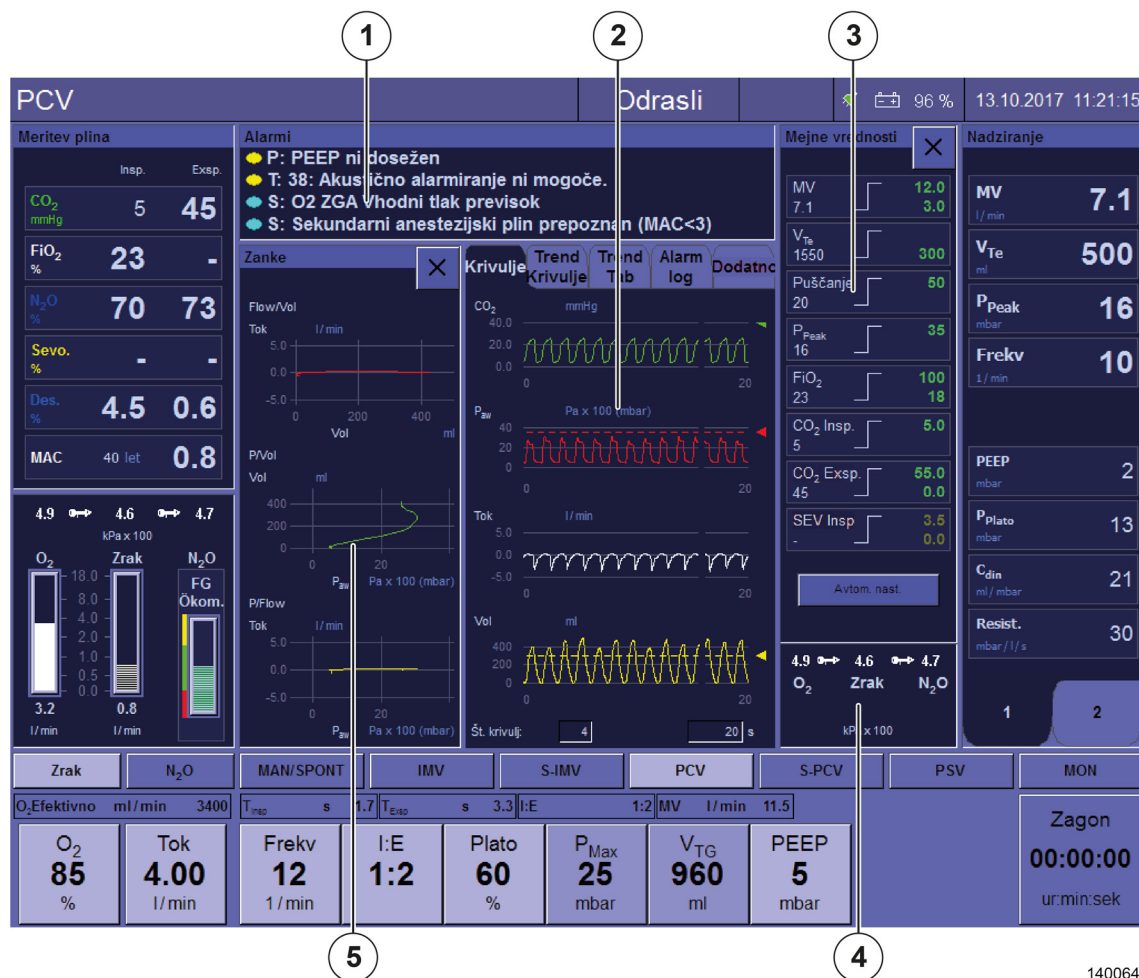 1
2
3
PCV
Odrasli
96 %
13.10.2017 11:21:15
Meritev plina
Insp.
Exsp.
CO2
mmHg
5
45
FiO2
%
23
-
N2O
%
70
73
Sevo.
%
-
-
Des.
%
4.5
0.6
MAC
40 let
0.8
4.9
4.6
4.7
kPa x 100
O2
Zrak
N2O
18.0
8.0
4.0
2.0
1.0
0.5
0.0
FG
Ökom.
3.2
0.8
l/min
l/min
Alarmi
P: PEEP ni dosežen
T: 38: Akustično alarmiranje ni mogoče.
S: O2 ZGA Vhodni tlak previsok
S: Sekundarni anestezijski plin prepoznan (MAC<3)
Zanke
Flow/Vol
Tok
l/min
5.0
0.0
-5.0
0
200
400
Vol
ml
P/Vol
Vol
ml
400
200
0
0
20
Paw
Pa x 100 (mbar)
P/Flow
Tok
l/min
5.0
0.0
-5.0
0
20
Paw
Pa x 100 (mbar)
Krivulje
Trend Krivulje
Trend Tab
Alarm log
Dodatno
CO2
mmHg
40.0
20.0
0.0
0
20
Paw
Pa x 100 (mbar)
40
20
0
0
20
Tok
l/min
5.0
0.0
-5.0
0
20
Vol
ml
400
200
0
0
20
Št. krivulj:
4
20 s
Mejne vrednosti
MV
7.1
12.0
3.0
VTe
1550
300
Puščanje
20
50
PPeak
16
35
FiO2
23
100
18
CO2 Insp.
5
5.0
CO2 Exsp.
45
55.0
0.0
SEV Insp
-
3.5
0.0
Avtom. nast.
4.9
4.6
4.7
O2
Zrak
N2O
kPa x 100
Nadziranje
MV
l/min
7.1
VTe
ml
500
PPeak
mbar
16
Frekv
1/min
10
PEEP
mbar
2
PPlato
mbar
13
Cdin
ml/mbar
21
Resist.
mbar/l/s
30
1
2
Zrak
N2O
MAN/SPONT
IMV
S-IMV
PCV
S-PCV
PSV
MON
O2Efektivno ml/min 3400
TInsp s 1.7
TExsp s 3.3
I:E 1:2
MV l/min 11.5
O2
85
%
Tok
4.00
l/min
Frekv
12
1/min
I:E
1:2
Plato
60
%
PMax
25
mbar
VTG
960
ml
PEEP
5
mbar
Zagon
00:00:00
ur:min:sek
5
4
140064